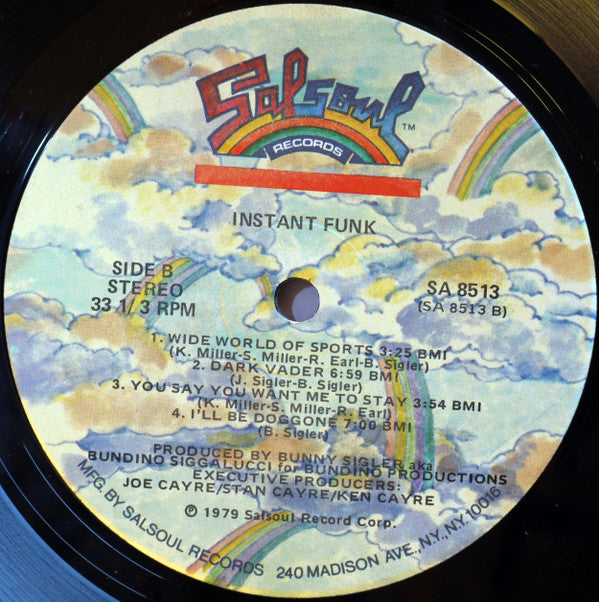 Salsoul
TM
RECORDS
INSTANT FUNK
SIDE B
STEREO
33 1/3 RPM
SA 8513
(SA 8513 B)
1. WIDE WORLD OF SPORTS 3:25 BMI
(K. Miller-S. Miller-R. Earl-B. Sigler)
2. DARK VADER 6:59 BMI
(J. Sigler-B. Sigler)
3. YOU SAY YOU WANT ME TO STAY 3:54 BMI
(K. Miller-S. Miller-R. Earl)
4. I'LL BE DOGGONE 7:00 BMI
(B. Sigler)
PRODUCED BY BUNNY SIGLER aka
BUNDINO SIGGALUCCI for BUNDINO PRODUCTIONS
EXECUTIVE PRODUCERS:
JOE CAYRE/STAN CAYRE/KEN CAYRE
℗ 1979 Salsoul Record Corp.
MFG. BY SALSOUL RECORDS 240 MADISON AVE., N.Y., N.Y. 10016